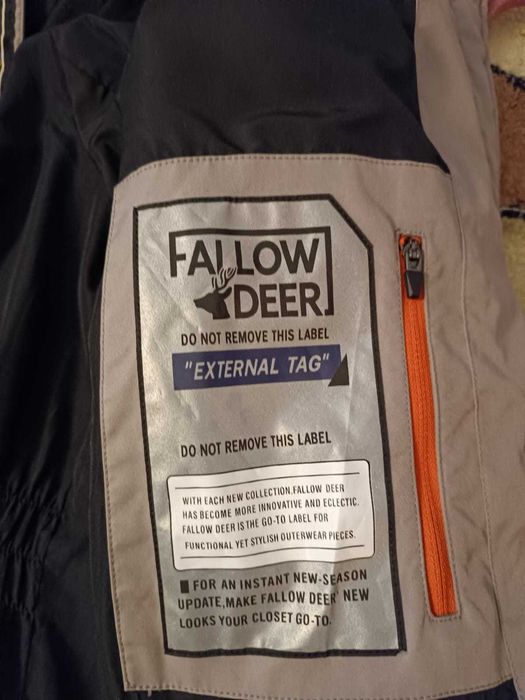 FALLOW
DEER
DO NOT REMOVE THIS LABEL
"EXTERNAL TAG"
DO NOT REMOVE THIS LABEL
WITH EACH NEW COLLECTION.FALLOW DEER
HAS BECOME MORE INNOVATIVE AND ECLECTIC.
FALLOW DEER IS THE GO-TO LABEL FOR
FUNCTIONAL YET STYLISH OUTERWEAR PIECES.
FOR AN INSTANT NEW-SEASON
UPDATE,MAKE FALLOW DEER' NEW
LOOKS YOUR CLOSET GO-TO.